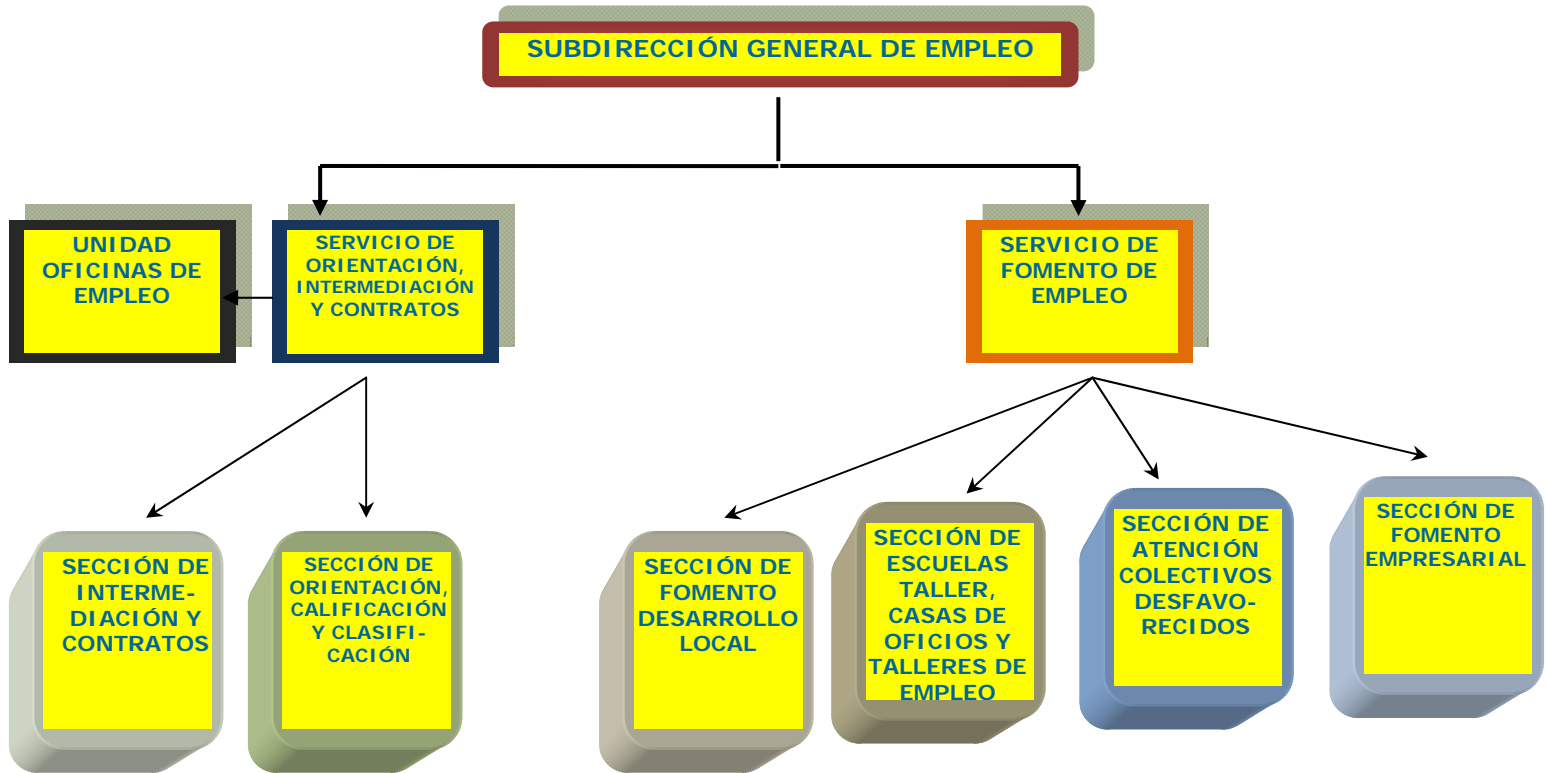 SUBDIRECCIÓN GENERAL DE EMPLEO
UNIDAD
OFICINAS DE
EMPLEO
SERVICIO DE
ORIENTACIÓN,
INTERMEDIACIÓN
Y CONTRATOS
SERVICIO DE
FOMENTO DE
EMPLEO
SECCIÓN DE
INTERME-
DIACIÓN Y
CONTRATOS
SECCIÓN DE
ORIENTACIÓN,
CALIFICACIÓN
Y CLASIFI-
CACIÓN
SECCIÓN DE
FOMENTO
DESARROLLO
LOCAL
SECCIÓN DE
ESCUELAS
TALLER,
CASAS DE
OFICIOS Y
TALLERES DE
EMPLEO
SECCIÓN DE
ATENCIÓN
COLECTIVOS
DESFAVO-
RECIDOS
SECCIÓN DE
FOMENTO
EMPRESARIAL